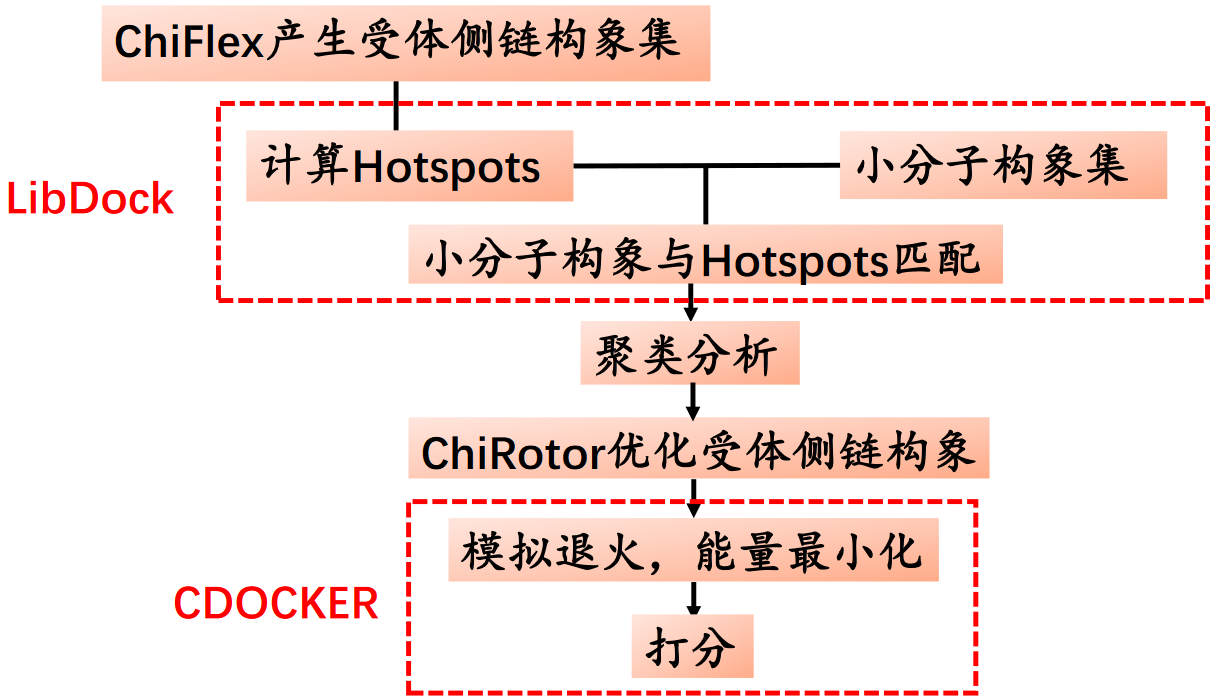 ChiFlex产生受体侧链构象集
计算Hotspots
小分子构象集
LibDock
小分子构象与Hotspots匹配
聚类分析
ChiRotor优化受体侧链构象
模拟退火，能量最小化
CDOCKER
打分